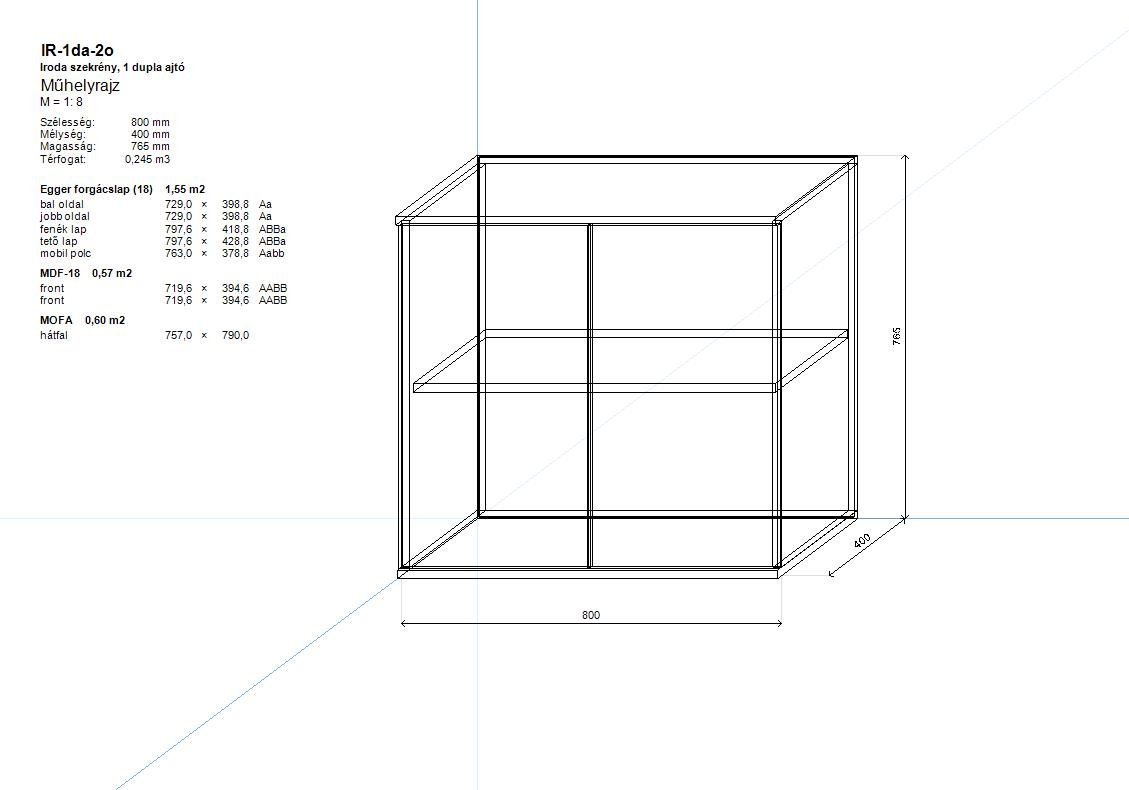 IR-1da-2o
Iroda szekrény, 1 dupla ajtó
Műhelyrajz
M = 1: 8
Szélesség: 800 mm
Mélység: 400 mm
Magasság: 765 mm
Térfogat: 0,245 m3
Egger forgácslap (18) 1,55 m2
bal oldal 729,0 × 398,8 Aa
jobb oldal 729,0 × 398,8 Aa
fenék lap 797,6 × 418,8 ABBa
tető lap 797,6 × 428,8 ABBa
mobil polc 763,0 × 378,8 Aabb
MDF-18 0,57 m2
front 719,6 × 394,6 AABB
front 719,6 × 394,6 AABB
MOFA 0,60 m2
hátfal 757,0 × 790,0
765
400
800